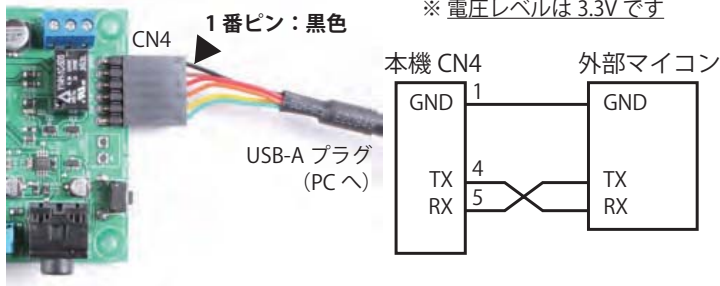 CN4
1 番ピン：黒色
USB-A プラグ
（PC へ）
※ 電圧レベルは 3.3V です
本機 CN4
外部マイコン
GND
1
GND
TX
4
TX
RX
5
RX